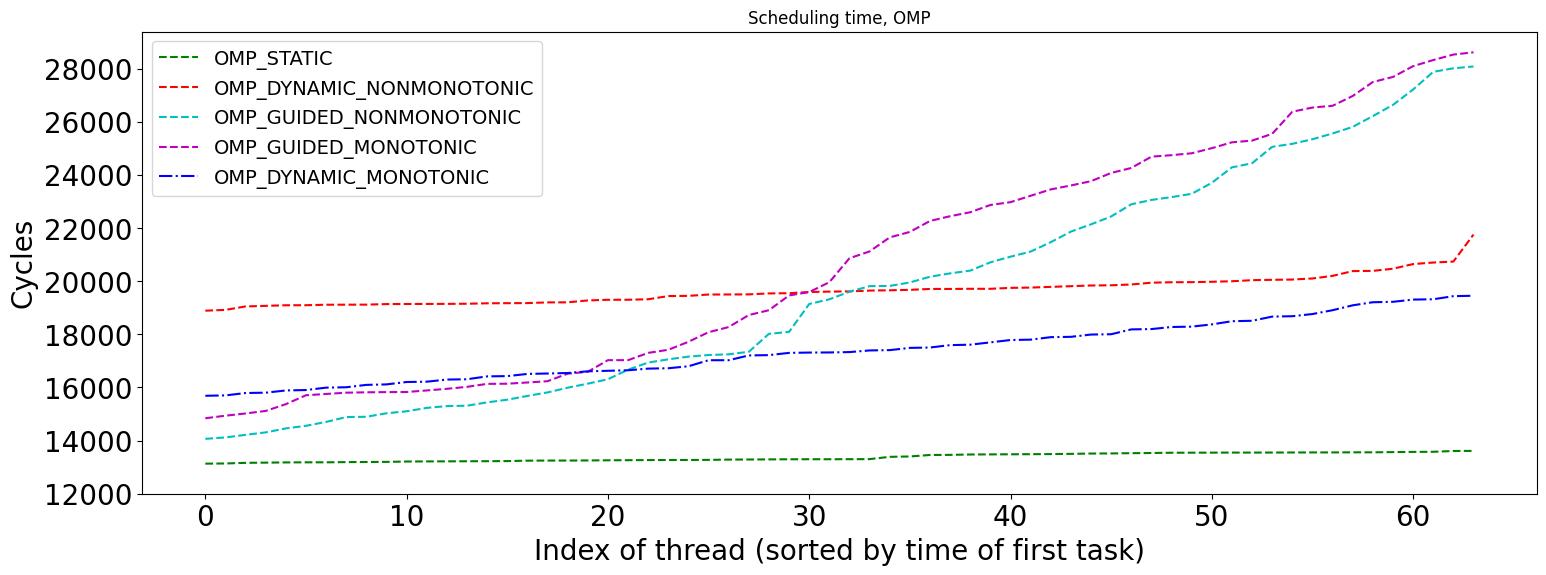 Scheduling time, OMP
OMP_STATIC
OMP_DYNAMIC_NONMONOTONIC
OMP_GUIDED_NONMONOTONIC
OMP_GUIDED_MONOTONIC
OMP_DYNAMIC_MONOTONIC
Cycles
28000
26000
24000
22000
20000
18000
16000
14000
12000
0 10 20 30 40 50 60
Index of thread (sorted by time of first task)